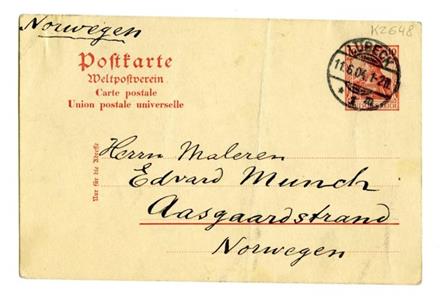 K2648
Norwegen
Postkarte
Weltpostverein
Carte postale
Union postale universelle
LÜBECK
11.6.04.1-2N.
Nur für die Adresse
Herrn Maleren
Edvard Munch
Aasgaardstrand
Norwegen